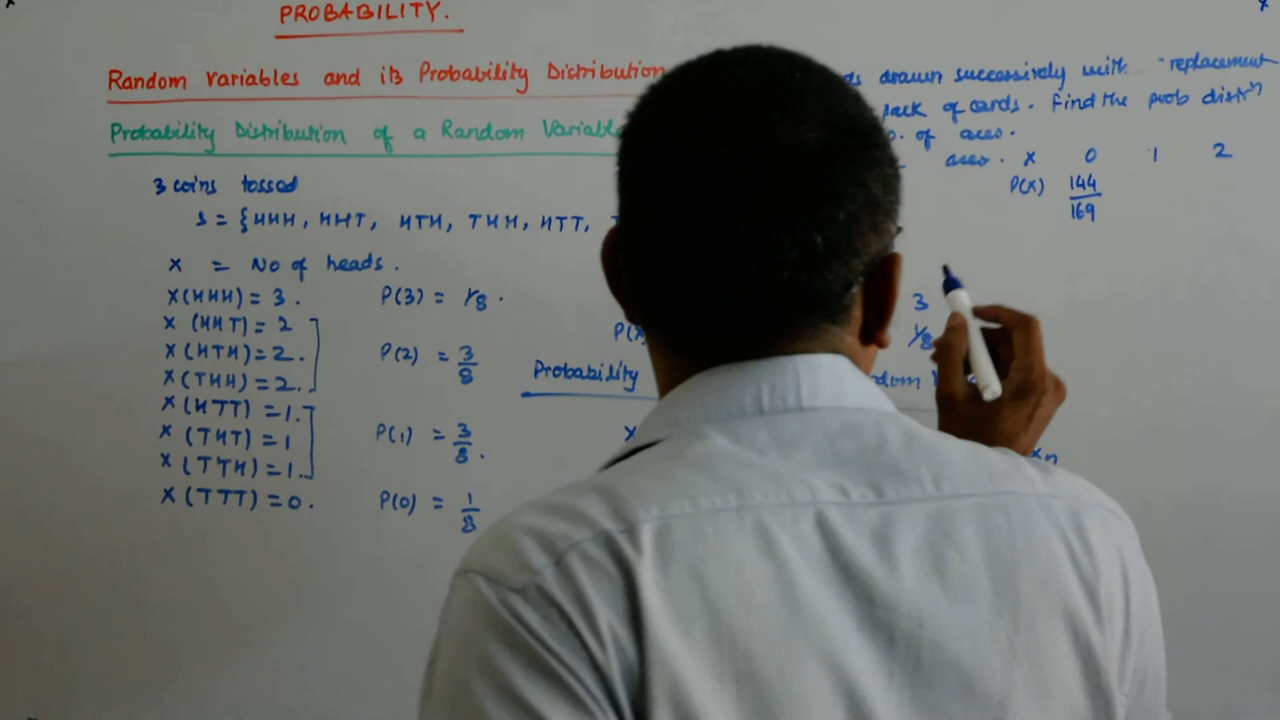 PROBABILITY.
Random Variables and its Probability Distribution
Probability Distribution of a Random Variable
3 coins tossed
S = {HHH, HHT, HTH, THH, HTT,
X = No of heads.
X(HHH) = 3. P(3) = 1/8.
X (HHT) = 2
X(HTH) = 2. P(2) = 3/8
X(THH) = 2.
X(HTT) = 1.
X (THT) = 1 P(1) = 3/8.
X(TTH) = 1.
X(TTT) = 0. P(0) = 1/8
drawn successively with replacement
pack of cards. Find the prob distrⁿ
of aces.
aces. X 0 1 2
P(X) 144/169
3
1/8
Probability
xn